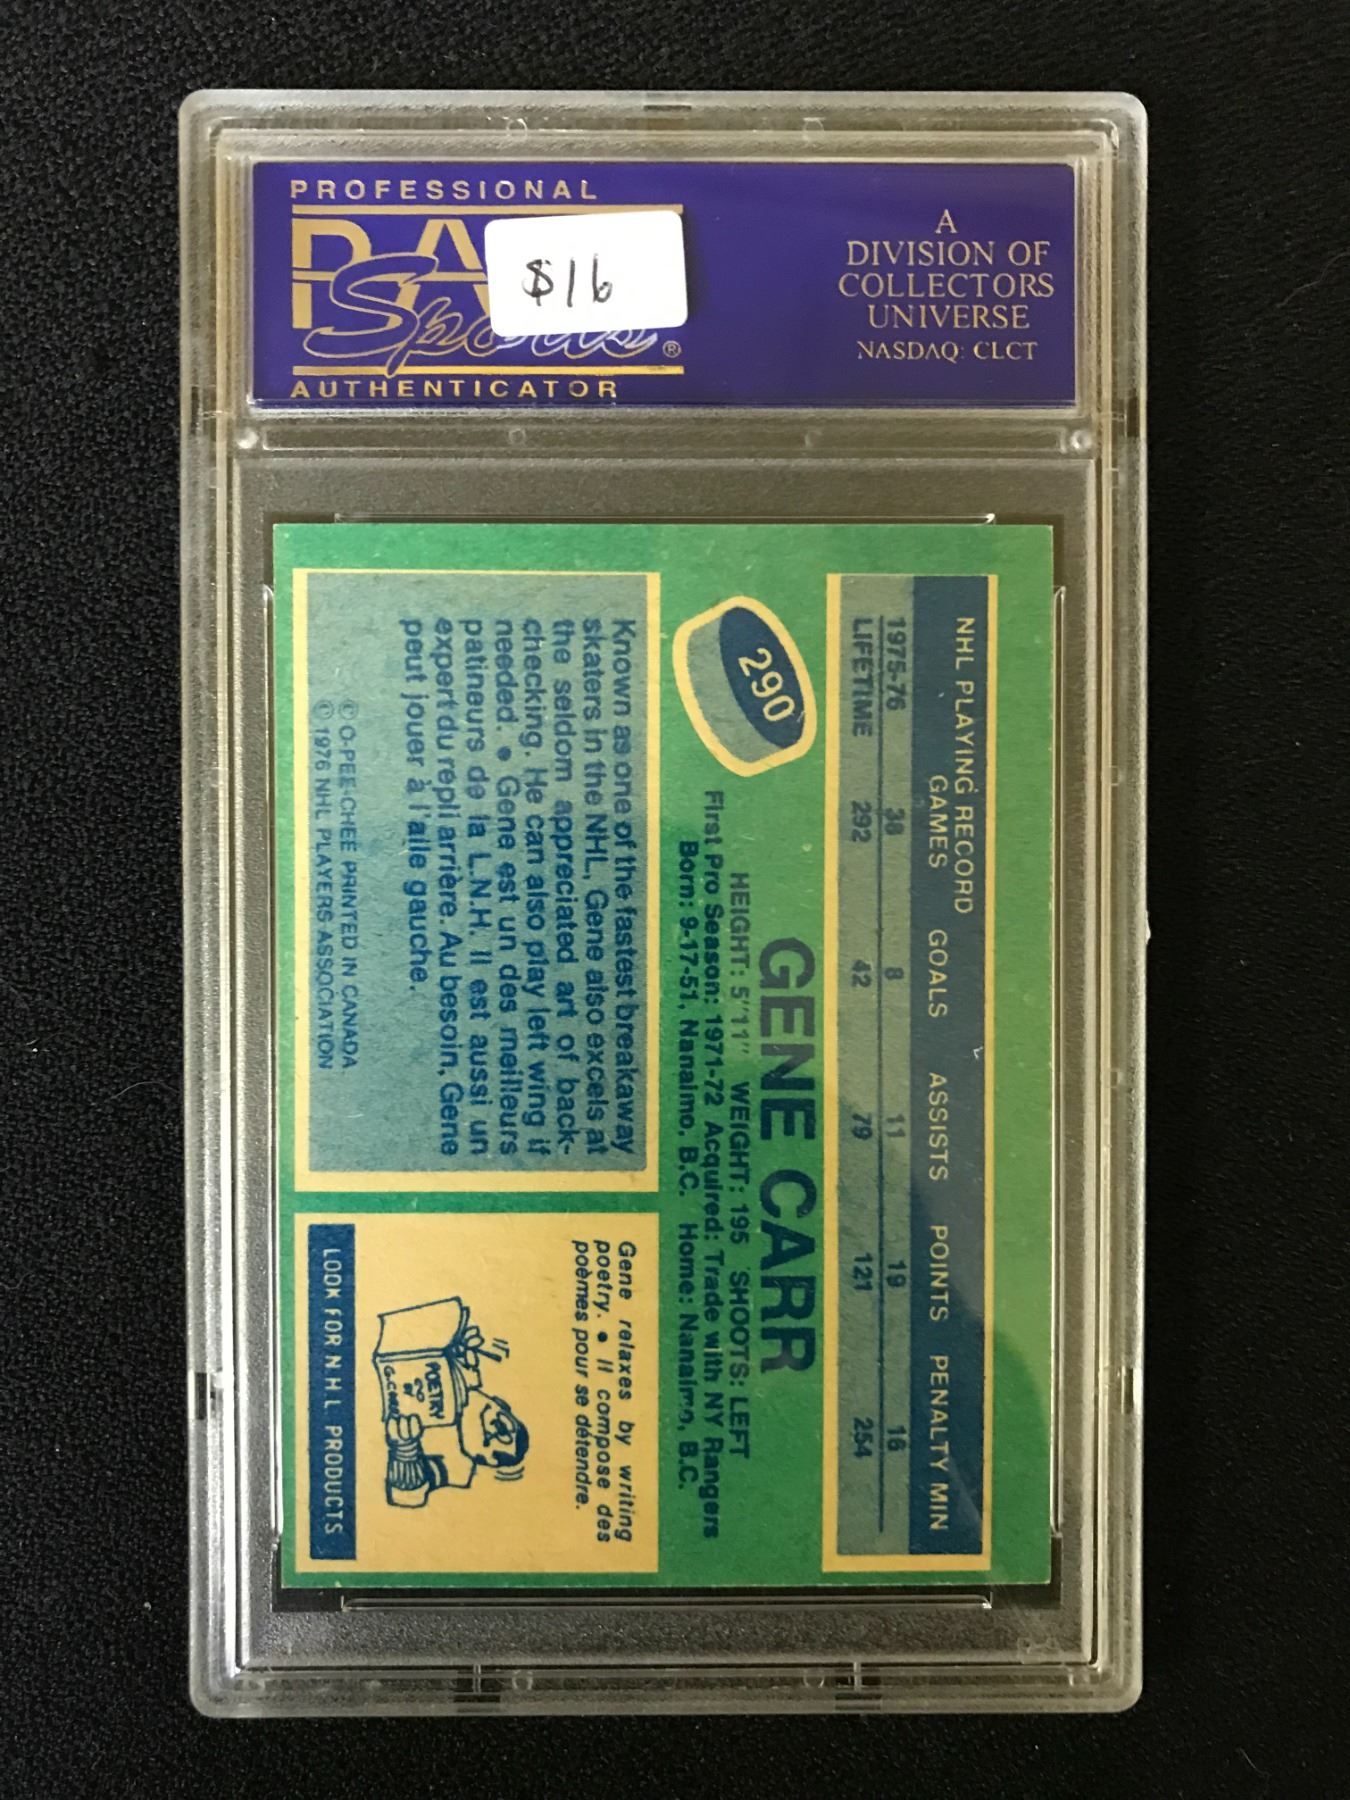 PROFESSIONAL
Sports ®
AUTHENTICATOR
$16
A
DIVISION OF
COLLECTORS
UNIVERSE
NASDAQ: CLCT
NHL PLAYING RECORD
GAMES GOALS ASSISTS POINTS PENALTY MIN
1975-76 38 8 11 19 16
LIFETIME 292 42 79 121 254
290
GENE CARR
HEIGHT: 5'11" WEIGHT: 195 SHOOTS: LEFT
First Pro Season: 1971-72 Acquired: Trade with NY Rangers
Born: 9-17-51, Nanaimo, B.C. Home: Nanaimo, B.C.
Known as one of the fastest breakaway
skaters in the NHL, Gene also excels at
the seldom appreciated art of back-
checking. He can also play left wing if
needed. • Gene est un des meilleurs
patineurs de la L.N.H. Il est aussi un
expert du repli arrière. Au besoin, Gene
peut jouer à l'aile gauche.
© O-PEE-CHEE PRINTED IN CANADA
© 1976 NHL PLAYERS ASSOCIATION
Gene relaxes by writing
poetry. • Il compose des
poèmes pour se détendre.
POETRY
BY
G. CARR
LOOK FOR N H L PRODUCTS